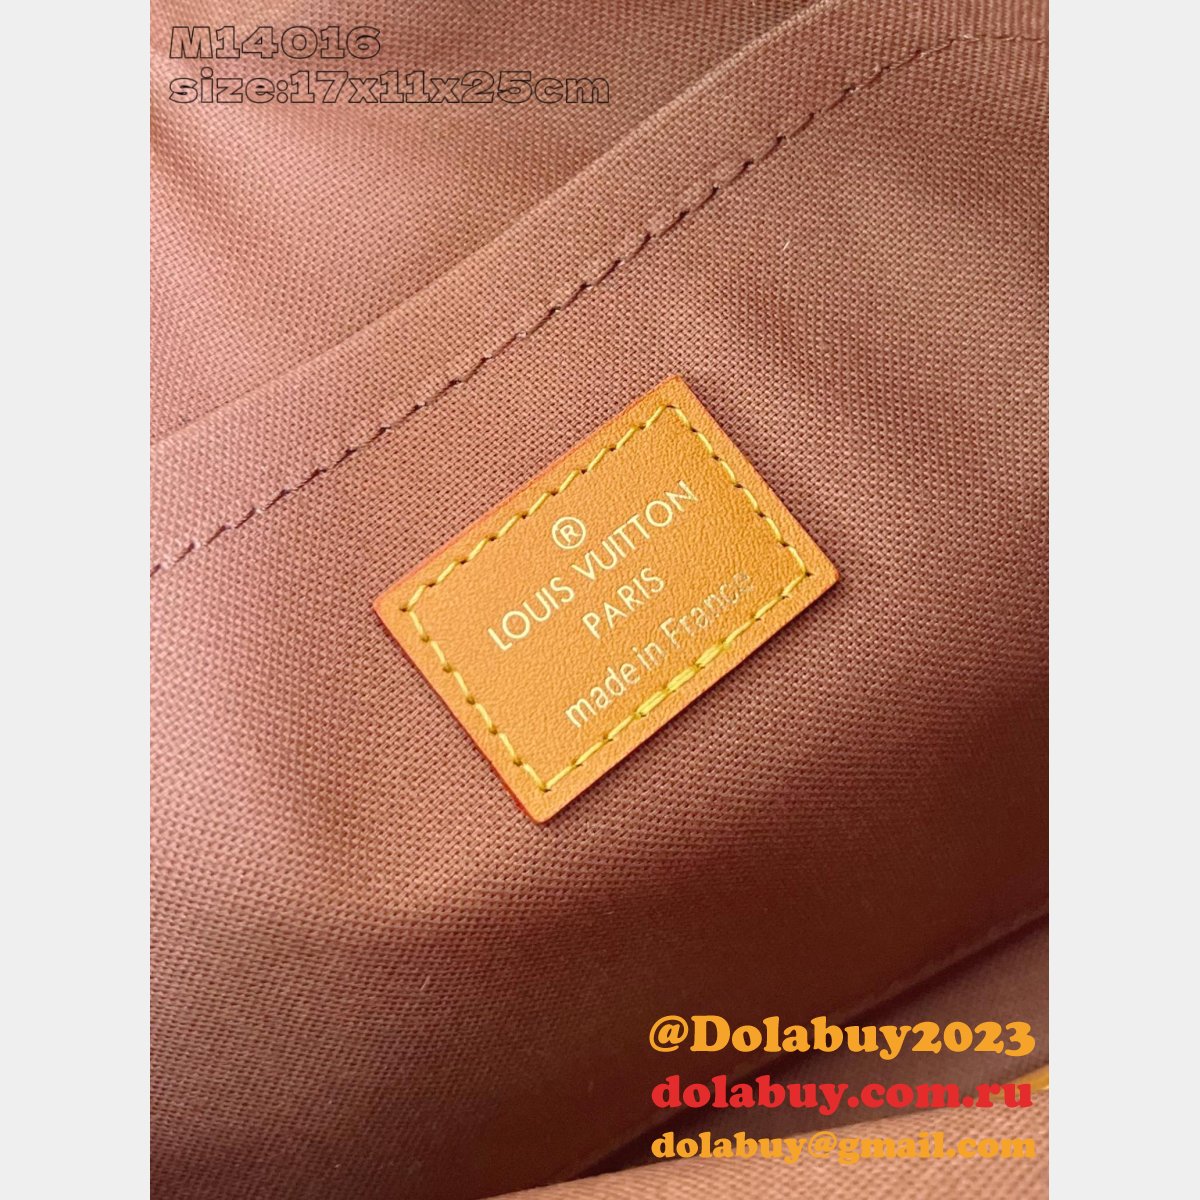 M14016
size:17x11x25cm
®
LOUIS VUITTON
PARIS
made in France
@Dolabuy2023
dolabuy.com.ru
dolabuy@gmail.com